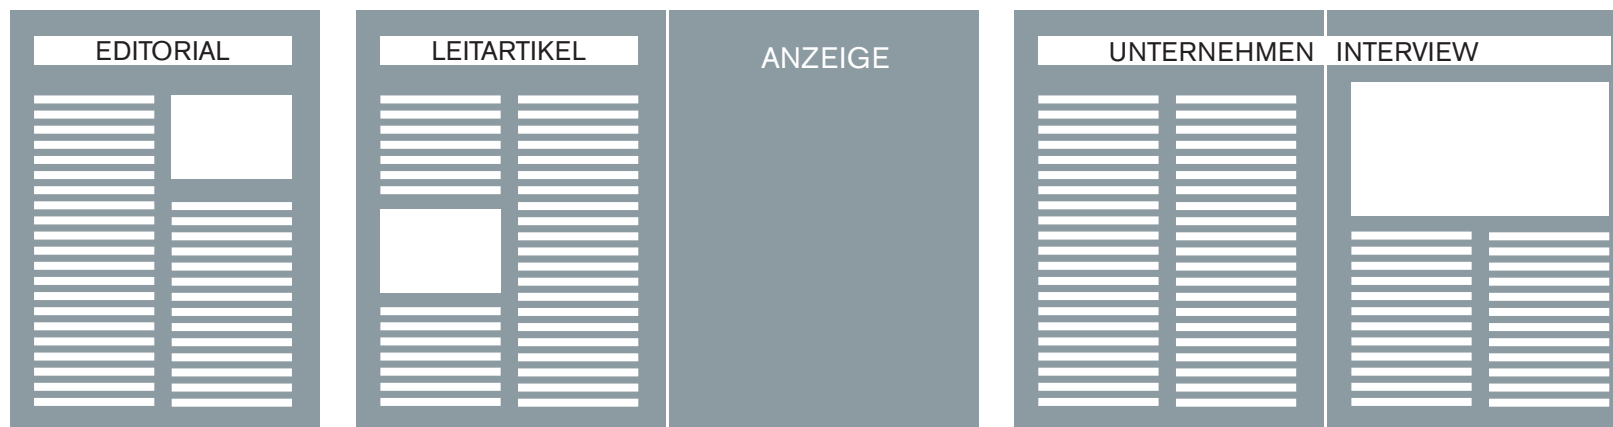 EDITORIAL
LEITARTIKEL
ANZEIGE
UNTERNEHMEN INTERVIEW